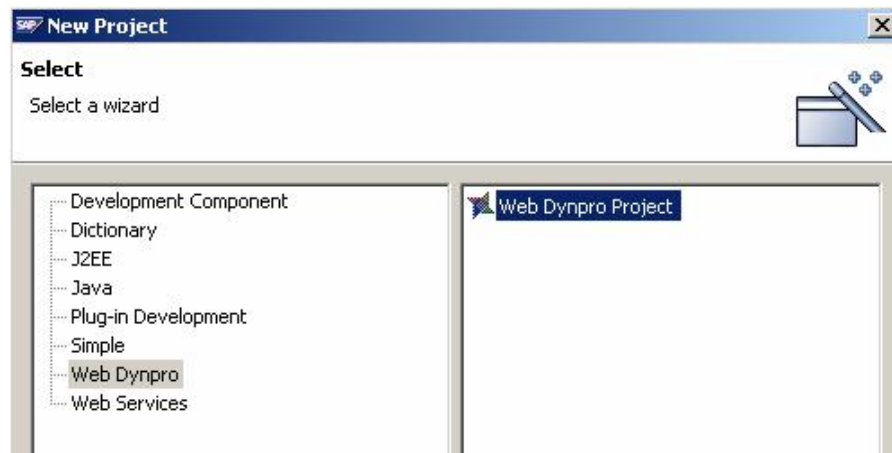 SAP New Project
Select
Select a wizard
Development Component
Dictionary
J2EE
Java
Plug-in Development
Simple
Web Dynpro
Web Services
Web Dynpro Project